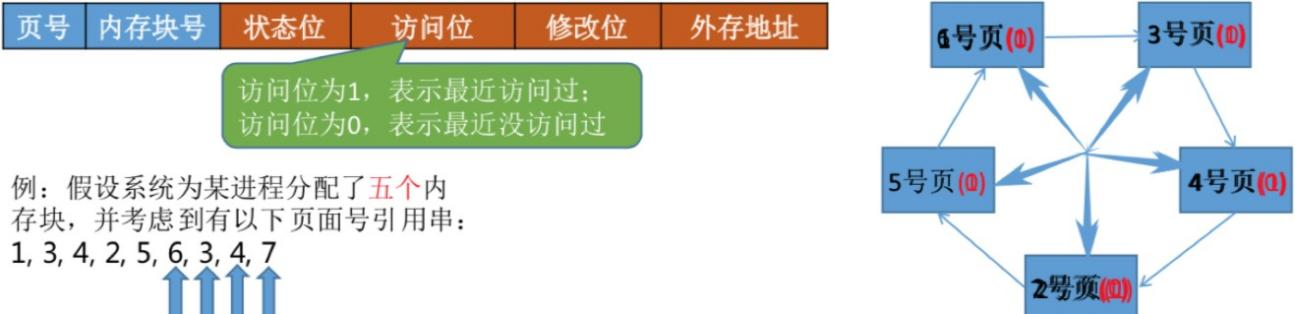 页号 内存块号 状态位 访问位 修改位 外存地址
访问位为1，表示最近访问过；
访问位为0，表示最近没访问过
例：假设系统为某进程分配了五个内
存块，并考虑到有以下页面号引用串：
1, 3, 4, 2, 5, 6, 3, 4, 7
号页
3号页
5号页
4号页